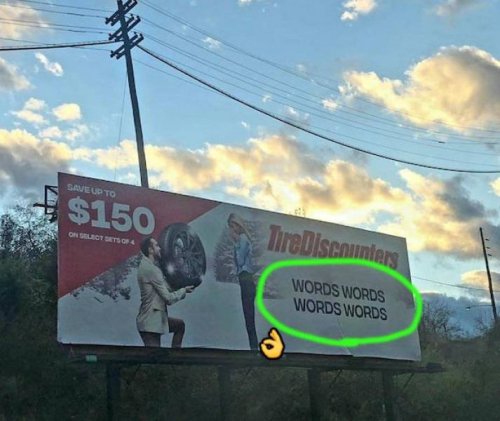 SAVE UP TO
$150
ON SELECT SETS OF 4
TireDiscounters
WORDS WORDS
WORDS WORDS